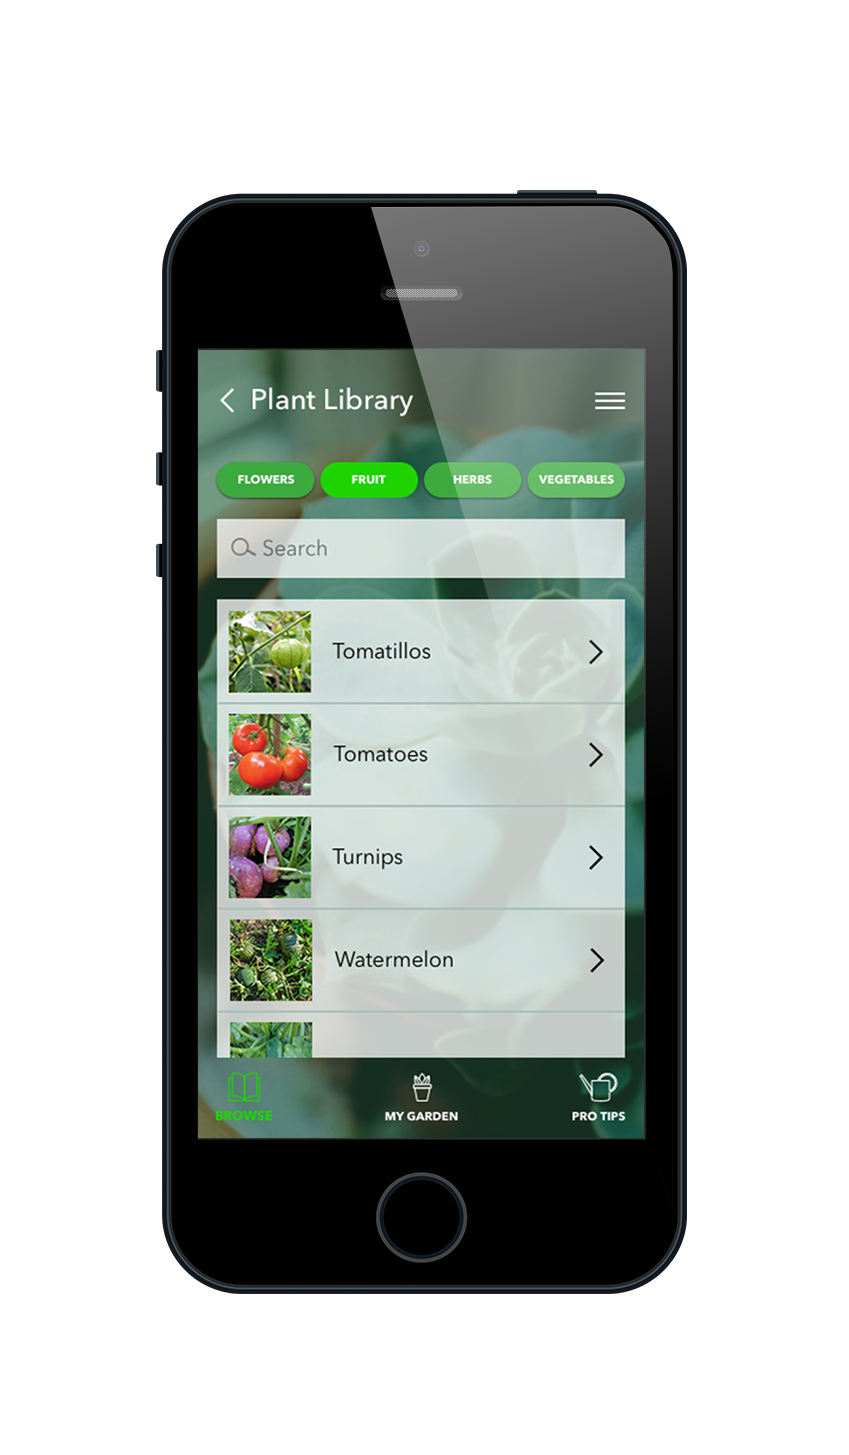 Plant Library
FLOWERS FRUIT HERBS VEGETABLES
Search
Tomatillos
Tomatoes
Turnips
Watermelon
BROWSE MY GARDEN PRO TIPS